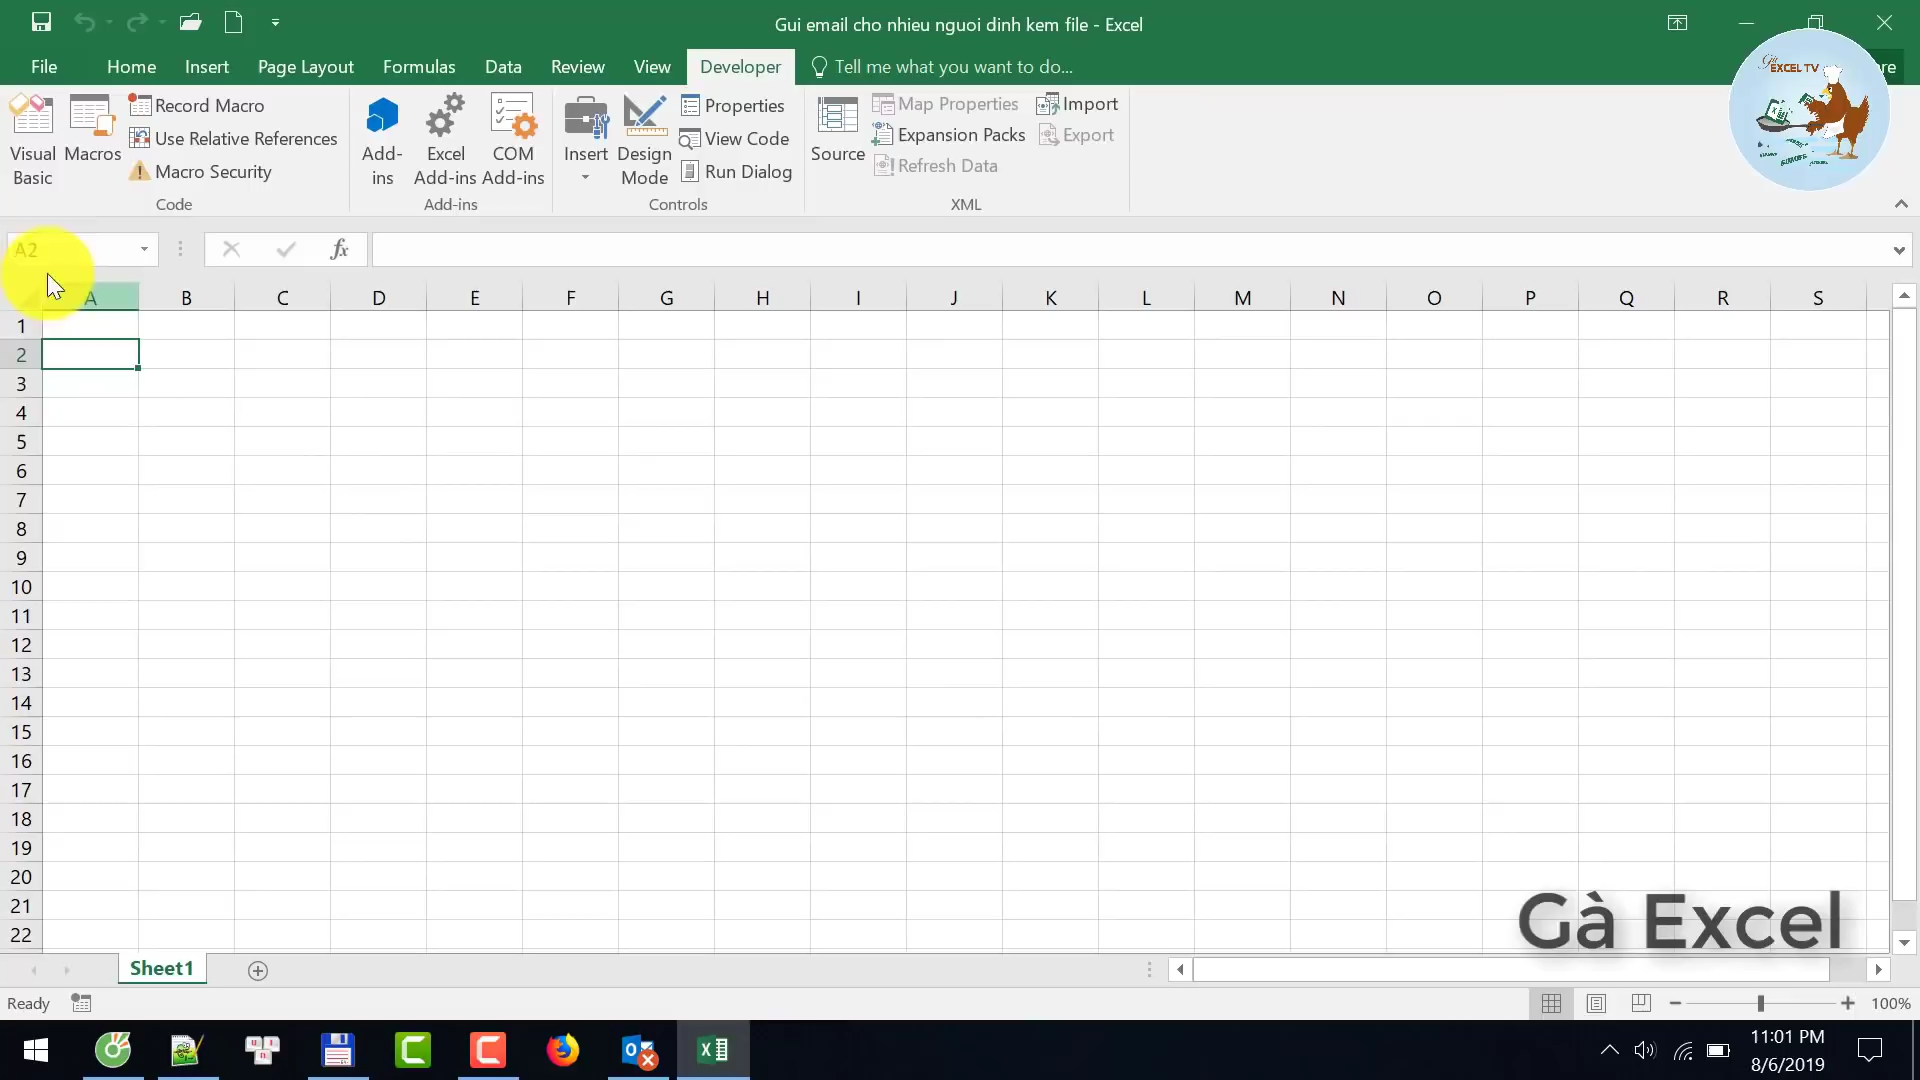 Gui email cho nhieu nguoi dinh kem file - Excel
File Home Insert Page Layout Formulas Data Review View Developer Tell me what you want to do...
EXCEL TV
Visual Basic
Macros
Record Macro
Use Relative References
Macro Security
Code
Add-ins
Excel Add-ins
COM Add-ins
Add-ins
Insert
Design Mode
Properties
View Code
Run Dialog
Controls
Source
Map Properties
Expansion Packs
Refresh Data
Import
Export
XML
A2
fx
A B C D E F G H I J K L M N O P Q R S
1
2
3
4
5
6
7
8
9
10
11
12
13
14
15
16
17
18
19
20
21
22
Gà Excel
Sheet1
Ready
100%
11:01 PM
8/6/2019